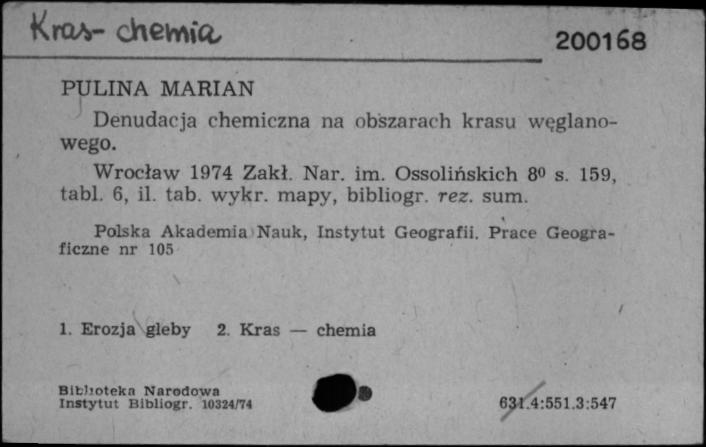 Kras- chemia
200168
PULINA MARIAN
Denudacja chemiczna na obszarach krasu węglano-
wego.
Wrocław 1974 Zakł. Nar. im. Ossolińskich 8⁰ s. 159,
tabl. 6, il. tab. wykr. mapy, bibliogr. rez. sum.
Polska Akademia Nauk, Instytut Geografii. Prace Geogra-
ficzne nr 105
1. Erozja gleby 2. Kras — chemia
Biblioteka Narodowa
Instytut Bibliogr. 10324/74
631.4:551.3:547